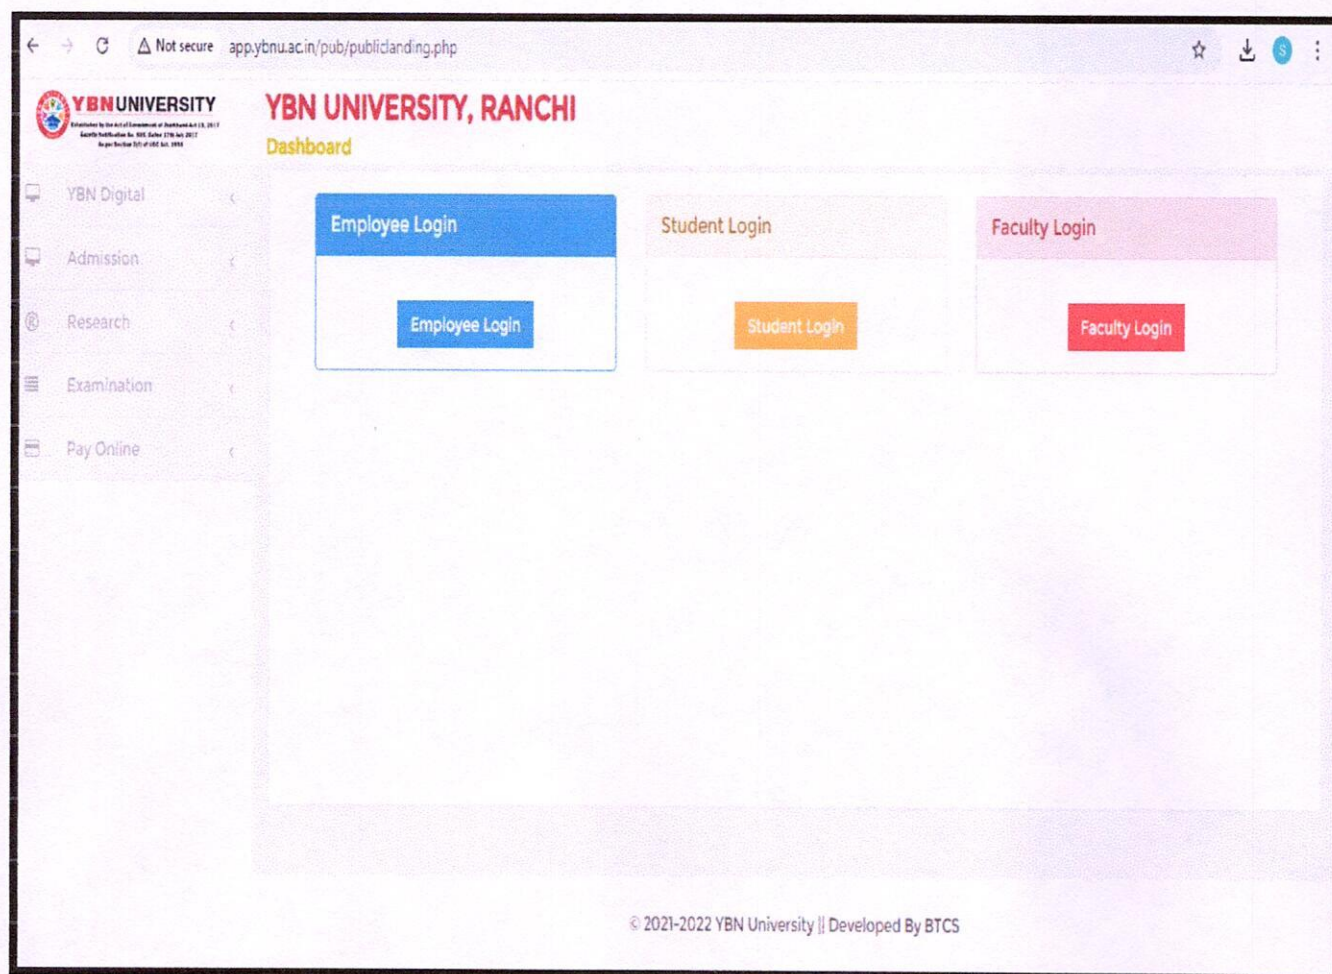 Not secure app.ybnu.ac.in/pub/publiclanding.php
S
YBN UNIVERSITY
YBN UNIVERSITY, RANCHI
Dashboard
YBN Digital
Admission
Research
Examination
Pay Online
Employee Login
Student Login
Faculty Login
Employee Login
Student Login
Faculty Login
© 2021-2022 YBN University || Developed By BTCS